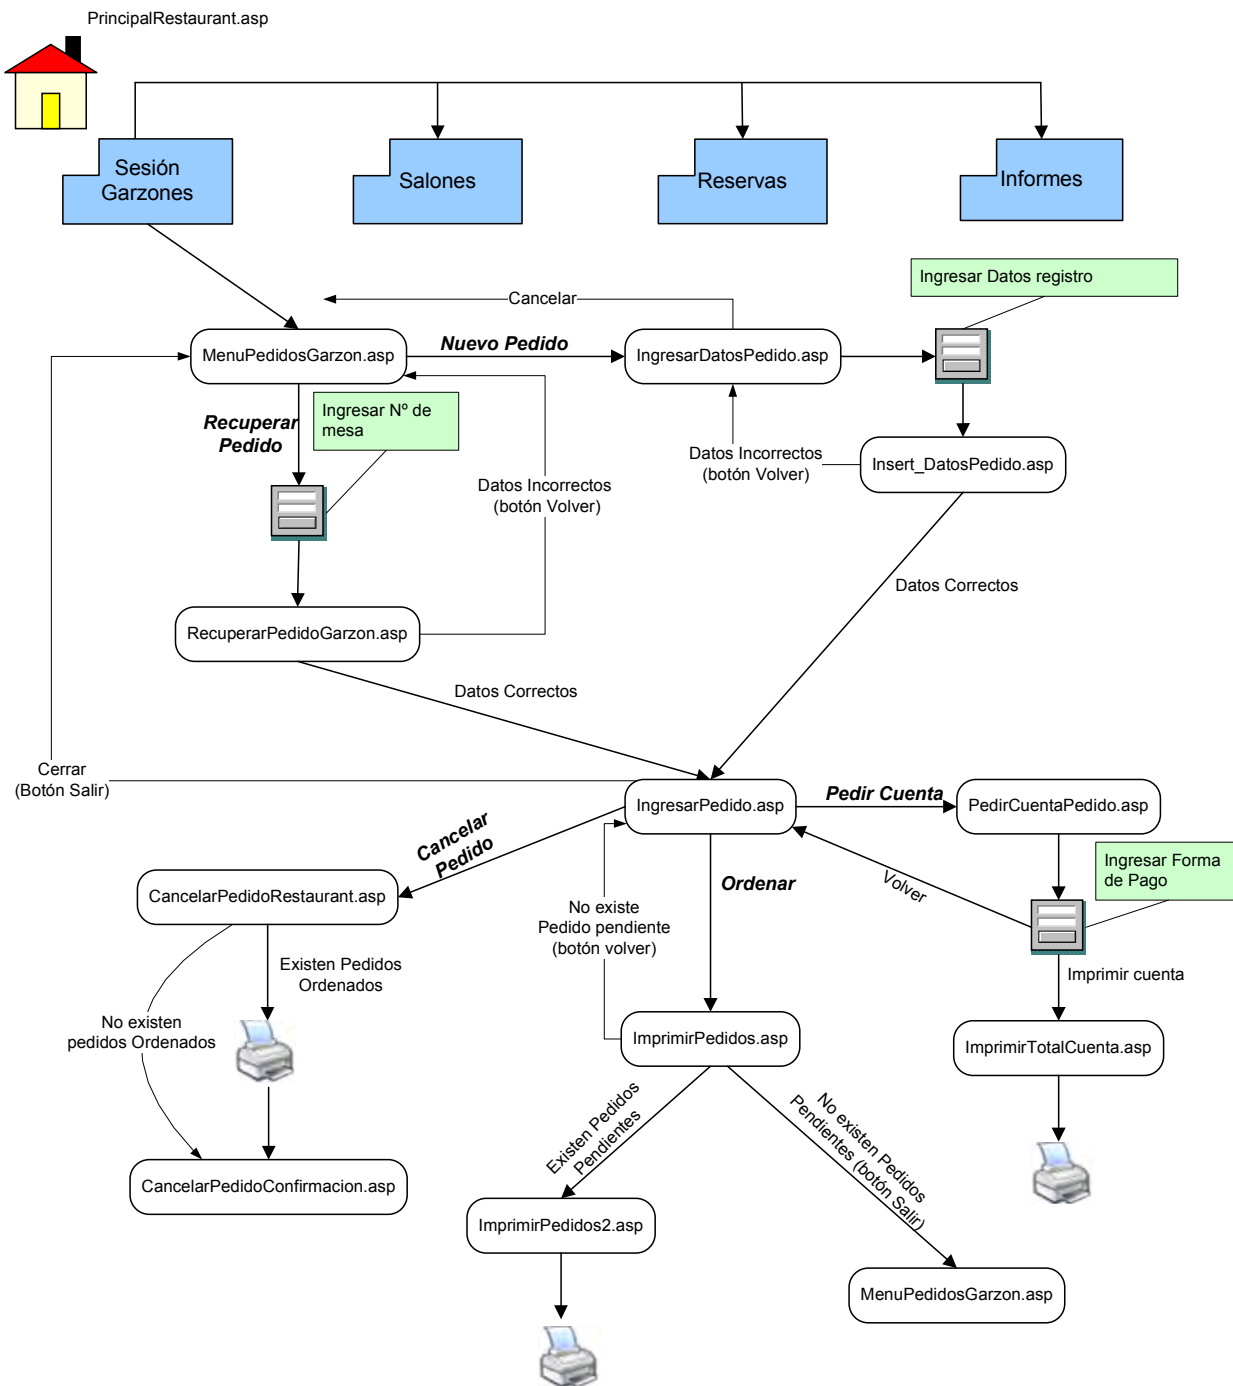 PrincipalRestaurant.asp
Sesión
Garzones
Salones
Reservas
Informes
Ingresar Datos registro
Cancelar
MenuPedidosGarzon.asp
Nuevo Pedido
IngresarDatosPedido.asp
Recuperar
Pedido
Ingresar Nº de
mesa
Datos Incorrectos
(botón Volver)
Insert_DatosPedido.asp
Datos Incorrectos
(botón Volver)
Datos Correctos
RecuperarPedidoGarzon.asp
Datos Correctos
Cerrar
(Botón Salir)
IngresarPedido.asp
Pedir Cuenta
PedirCuentaPedido.asp
Cancelar
Pedido
Ingresar Forma
de Pago
CancelarPedidoRestaurant.asp
Ordenar
Volver
No existe
Pedido pendiente
(botón volver)
Existen Pedidos
Ordenados
Imprimir cuenta
No existen
pedidos Ordenados
ImprimirPedidos.asp
ImprimirTotalCuenta.asp
Existen Pedidos
Pendientes
No existen Pedidos
Pendientes (botón Salir)
CancelarPedidoConfirmacion.asp
ImprimirPedidos2.asp
MenuPedidosGarzon.asp